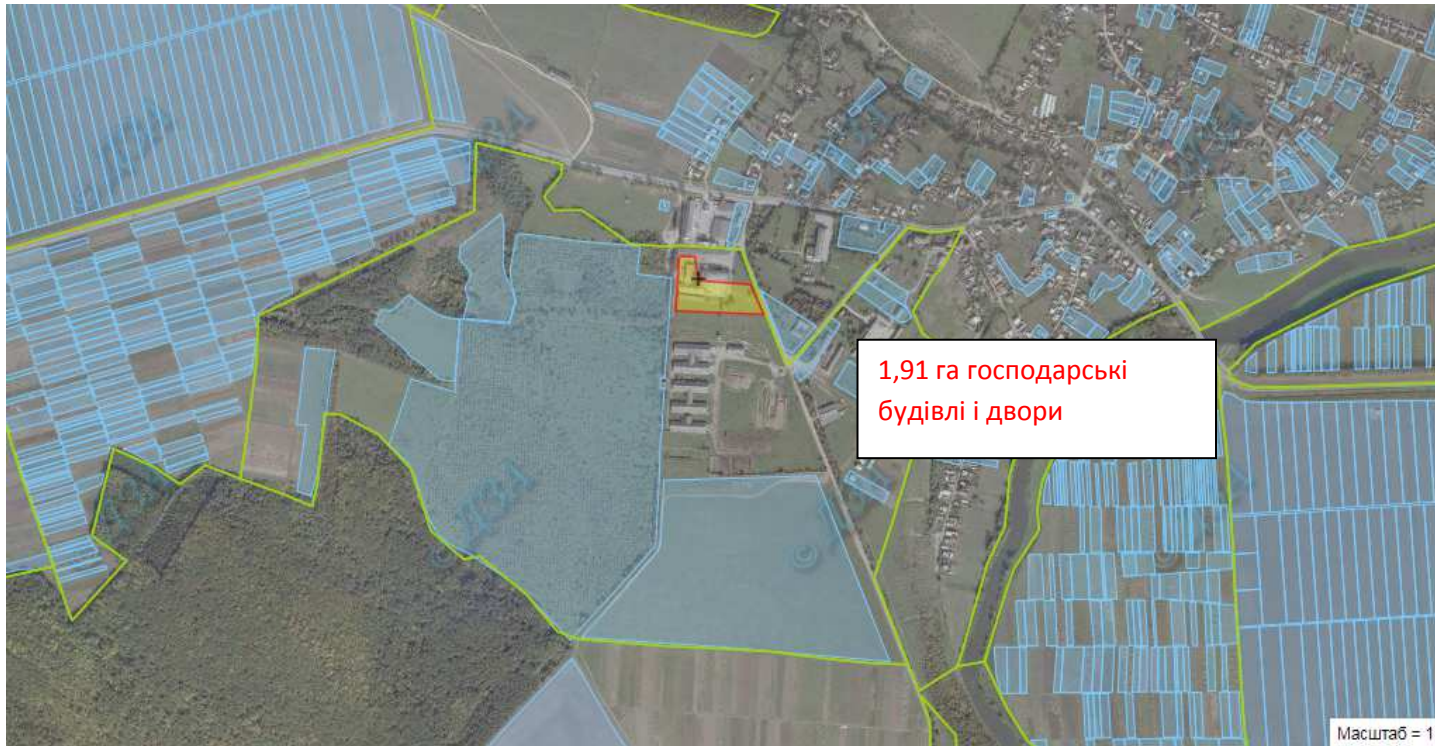 1,91 га господарські
будівлі і двори
Масштаб = 1